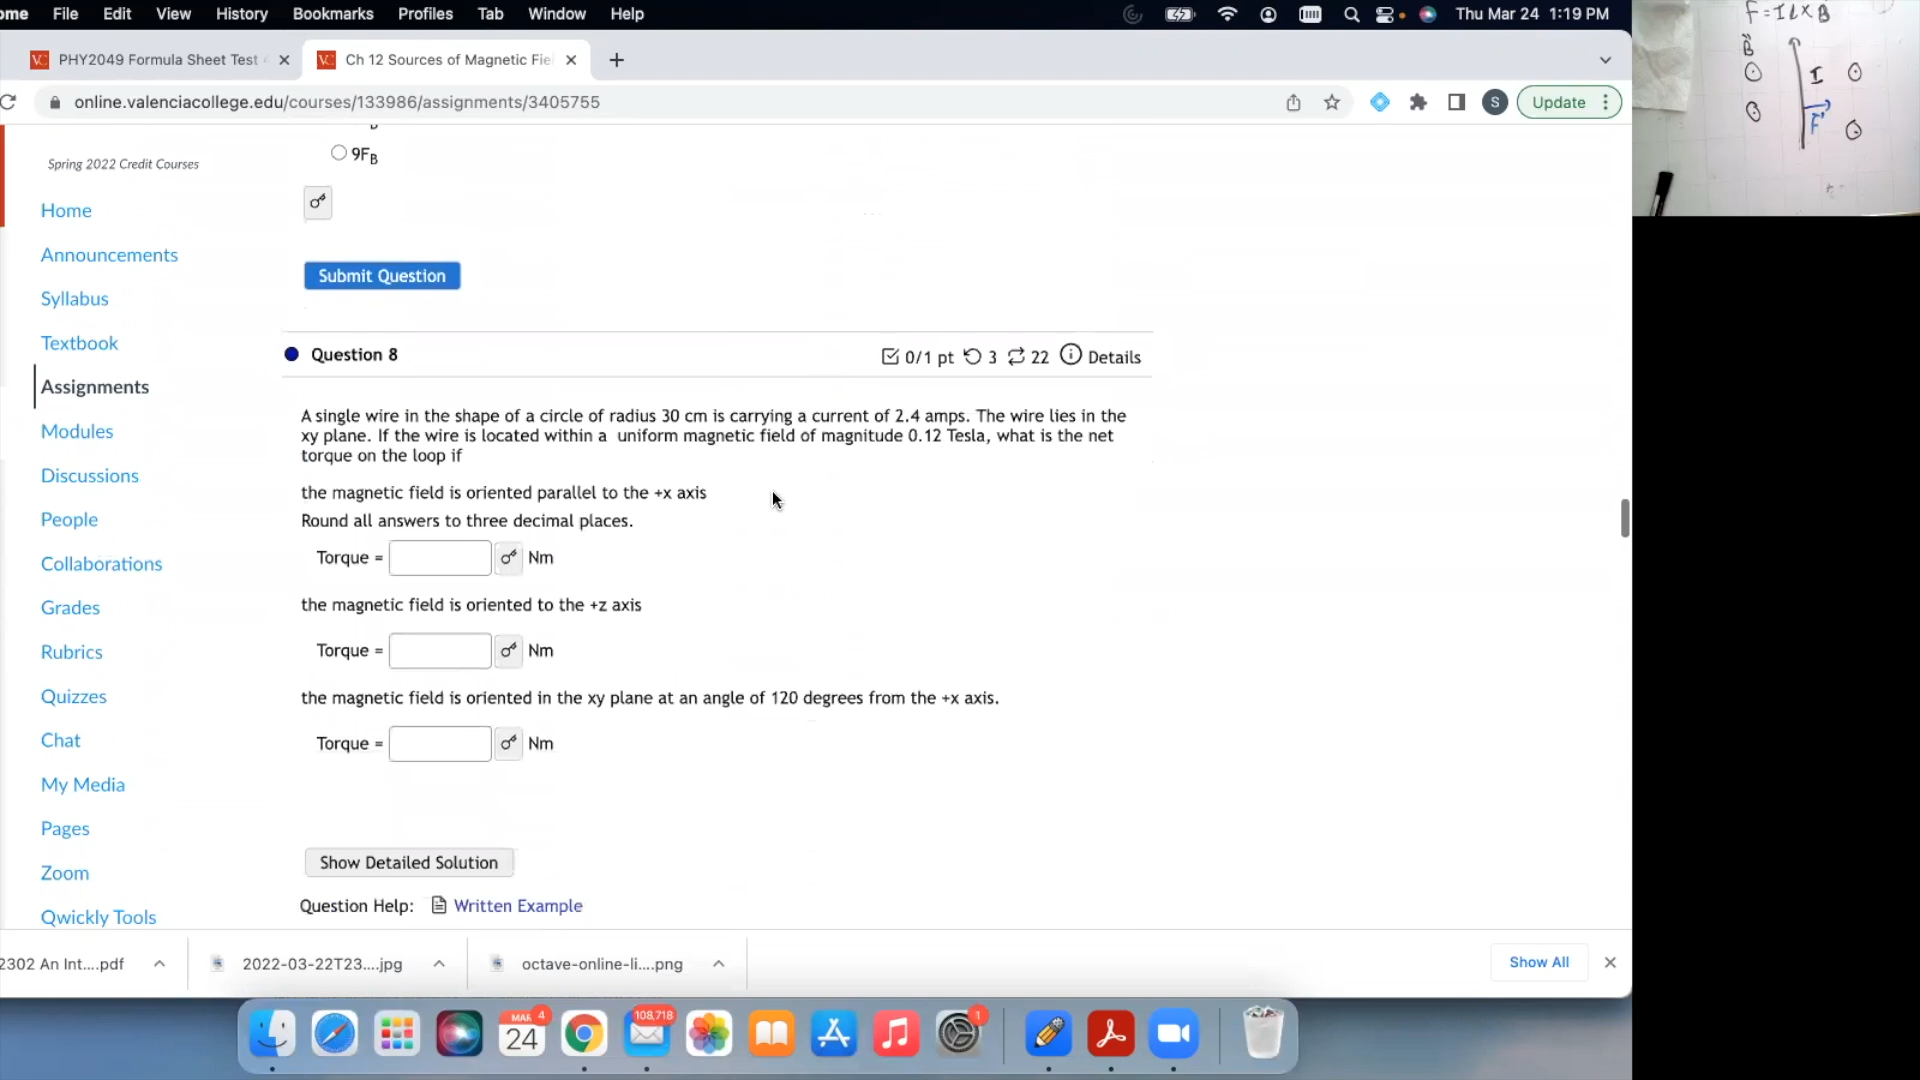 ome File Edit View History Bookmarks Profiles Tab Window Help Thu Mar 24 1:19 PM
PHY2049 Formula Sheet Test Ch 12 Sources of Magnetic Fie
online.valenciacollege.edu/courses/133986/assignments/3405755 S Update
F = I L × B
B
I
F
Spring 2022 Credit Courses
Home
Announcements
Syllabus
Textbook
Assignments
Modules
Discussions
People
Collaborations
Grades
Rubrics
Quizzes
Chat
My Media
Pages
Zoom
Qwickly Tools
B
9FB
Submit Question
Question 8 0/1 pt 3 22 Details
A single wire in the shape of a circle of radius 30 cm is carrying a current of 2.4 amps. The wire lies in the
xy plane. If the wire is located within a uniform magnetic field of magnitude 0.12 Tesla, what is the net
torque on the loop if
the magnetic field is oriented parallel to the +x axis
Round all answers to three decimal places.
Torque = Nm
the magnetic field is oriented to the +z axis
Torque = Nm
the magnetic field is oriented in the xy plane at an angle of 120 degrees from the +x axis.
Torque = Nm
Show Detailed Solution
Question Help: Written Example
2302 An Int....pdf 2022-03-22T23....jpg octave-online-li....png Show All
MAR 4 108,718 1
24